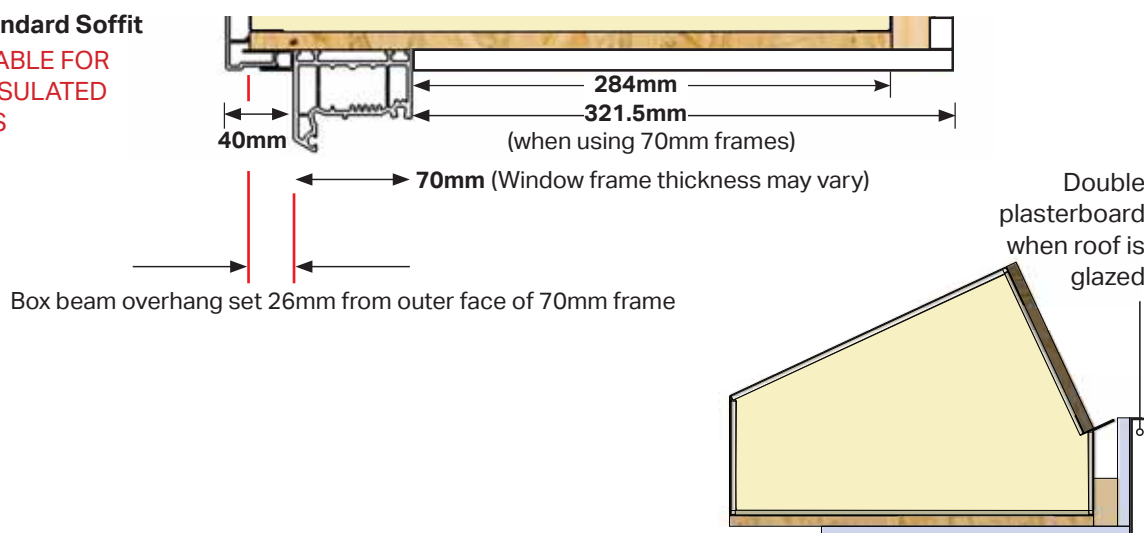 ndard Soffit
ABLE FOR
SULATED
S
284mm
321.5mm
40mm
(when using 70mm frames)
70mm (Window frame thickness may vary)
Double
plasterboard
when roof is
glazed
Box beam overhang set 26mm from outer face of 70mm frame